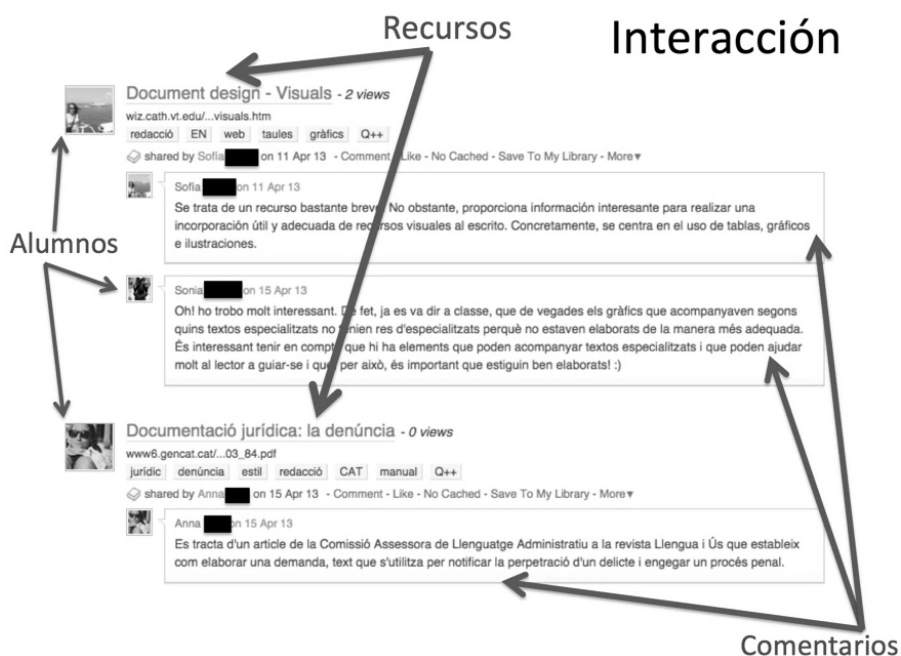 Recursos
Interacción
Document design - Visuals - 2 views
wiz.cath.vt.edu/...visuals.htm
redacció EN web taules gràfics Q++
shared by Sofía on 11 Apr 13 - Comment - Like - No Cached - Save To My Library - More▾
Sofía on 11 Apr 13
Se trata de un recurso bastante breve. No obstante, proporciona información interesante para realizar una
incorporación útil y adecuada de recursos visuales al escrito. Concretamente, se centra en el uso de tablas, gráficos
e ilustraciones.
Alumnos
Sonia on 15 Apr 13
Oh! ho trobo molt interessant. De fet, ja es va dir a classe, que de vegades els gràfics que acompanyaven segons
quins textos especialitzats no tenien res d'especialitzats perquè no estaven elaborats de la manera més adequada.
És interessant tenir en compte que hi ha elements que poden acompanyar textos especialitzats i que poden ajudar
molt al lector a guiar-se i que, per això, és important que estiguin ben elaborats! :)
Documentació jurídica: la denúncia - 0 views
www6.gencat.cat/...03_84.pdf
jurídic denúncia estil redacció CAT manual Q++
shared by Anna on 15 Apr 13 - Comment - Like - No Cached - Save To My Library - More▾
Anna on 15 Apr 13
Es tracta d'un article de la Comissió Assessora de Llenguatge Administratiu a la revista Llengua i Ús que estableix
com elaborar una demanda, text que s'utilitza per notificar la perpetració d'un delicte i engegar un procés penal.
Comentarios